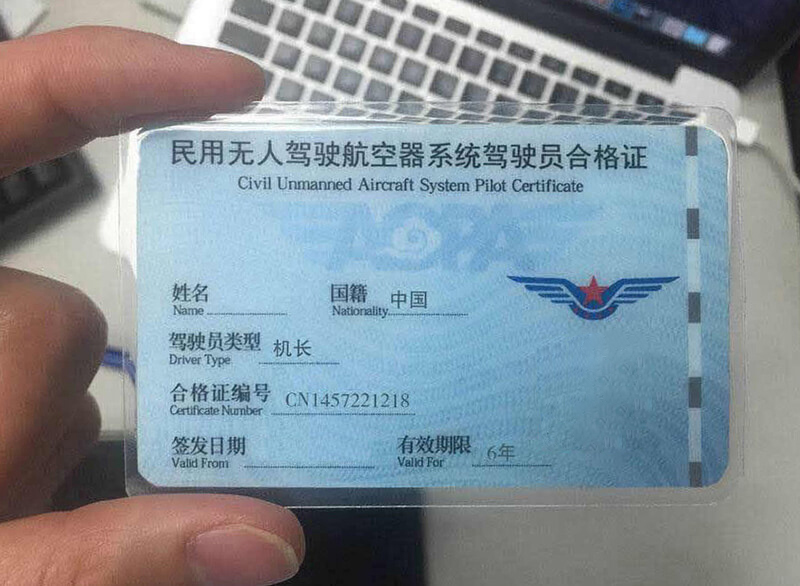 民用无人驾驶航空器系统驾驶员合格证
Civil Unmanned Aircraft System Pilot Certificate
AOPA
姓名 国籍 中国
Name Nationality
驾驶员类型 机长
Driver Type
合格证编号 CN1457221218
Certificate Number
签发日期 有效期限 6年
Valid From Valid For